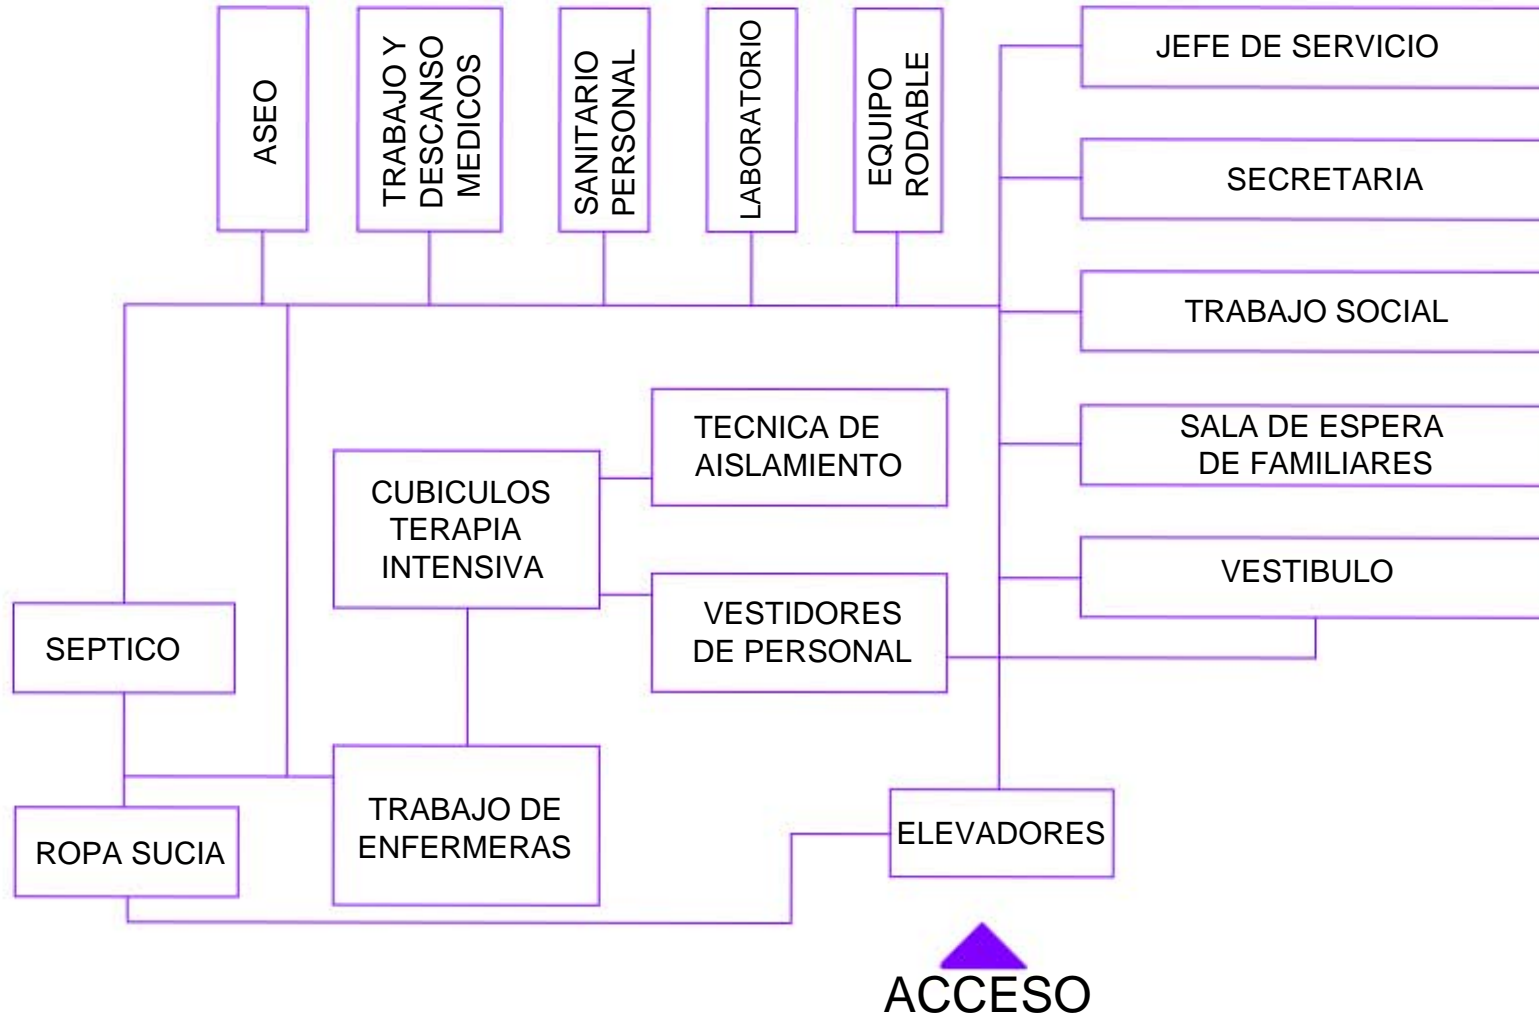 ASEO
TRABAJO Y
DESCANSO
MEDICOS
SANITARIO
PERSONAL
LABORATORIO
EQUIPO
RODABLE
JEFE DE SERVICIO
SECRETARIA
TRABAJO SOCIAL
SALA DE ESPERA
DE FAMILIARES
VESTIBULO
TECNICA DE
AISLAMIENTO
CUBICULOS
TERAPIA
INTENSIVA
VESTIDORES
DE PERSONAL
SEPTICO
ROPA SUCIA
TRABAJO DE
ENFERMERAS
ELEVADORES
ACCESO